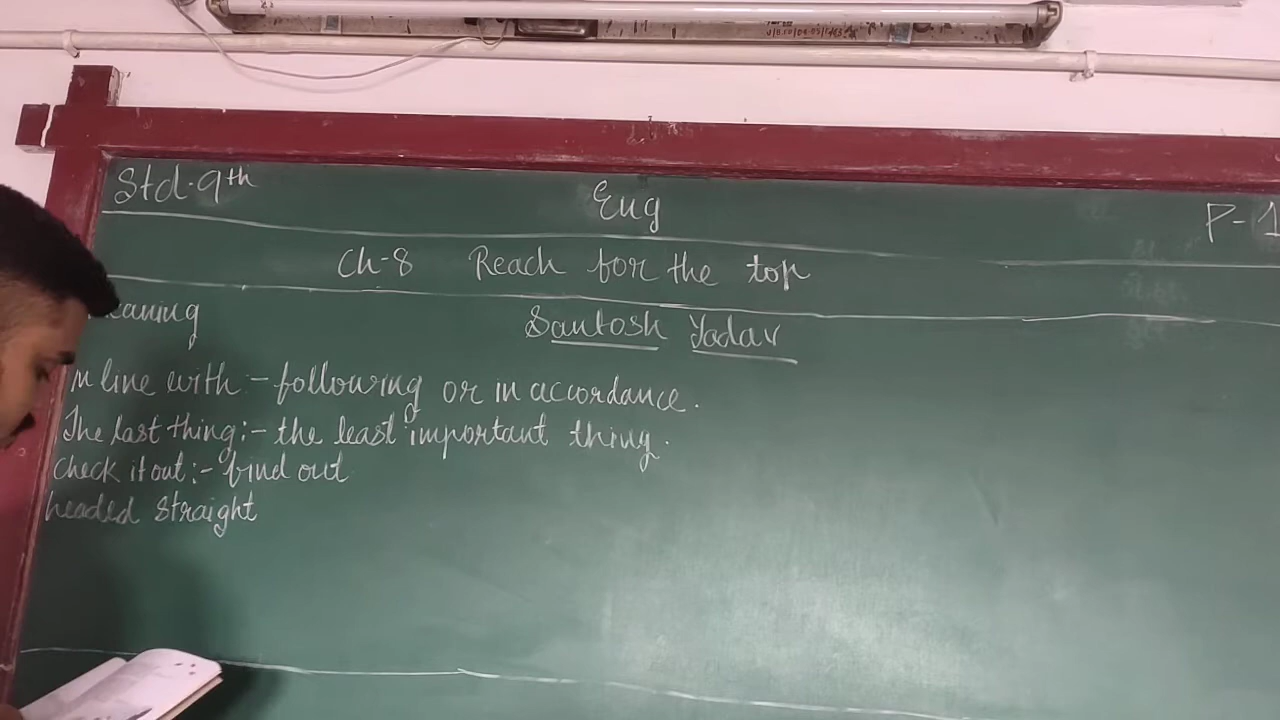 Std. 9th
Eng
P-1
Ch-8 Reach for the top
eaning
Santosh Yadav
n line with :- following or in accordance.
The last thing :- the least important thing.
Check it out :- find out
headed straight